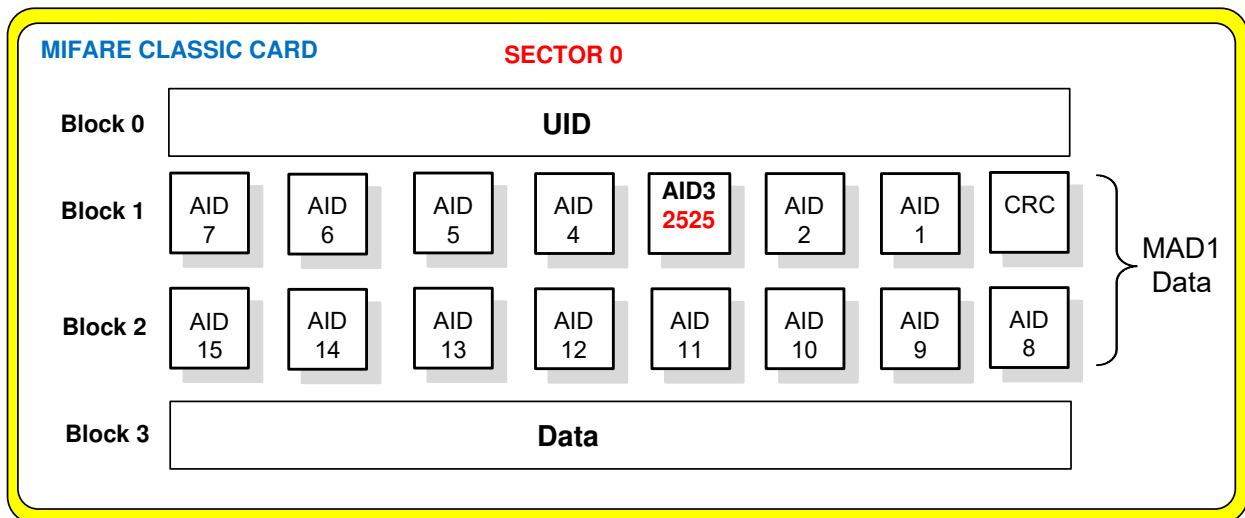 MIFARE CLASSIC CARD
SECTOR 0
Block 0
UID
Block 1
AID
7
AID
6
AID
5
AID
4
AID3
2525
AID
2
AID
1
CRC
MAD1
Data
Block 2
AID
15
AID
14
AID
13
AID
12
AID
11
AID
10
AID
9
AID
8
Block 3
Data